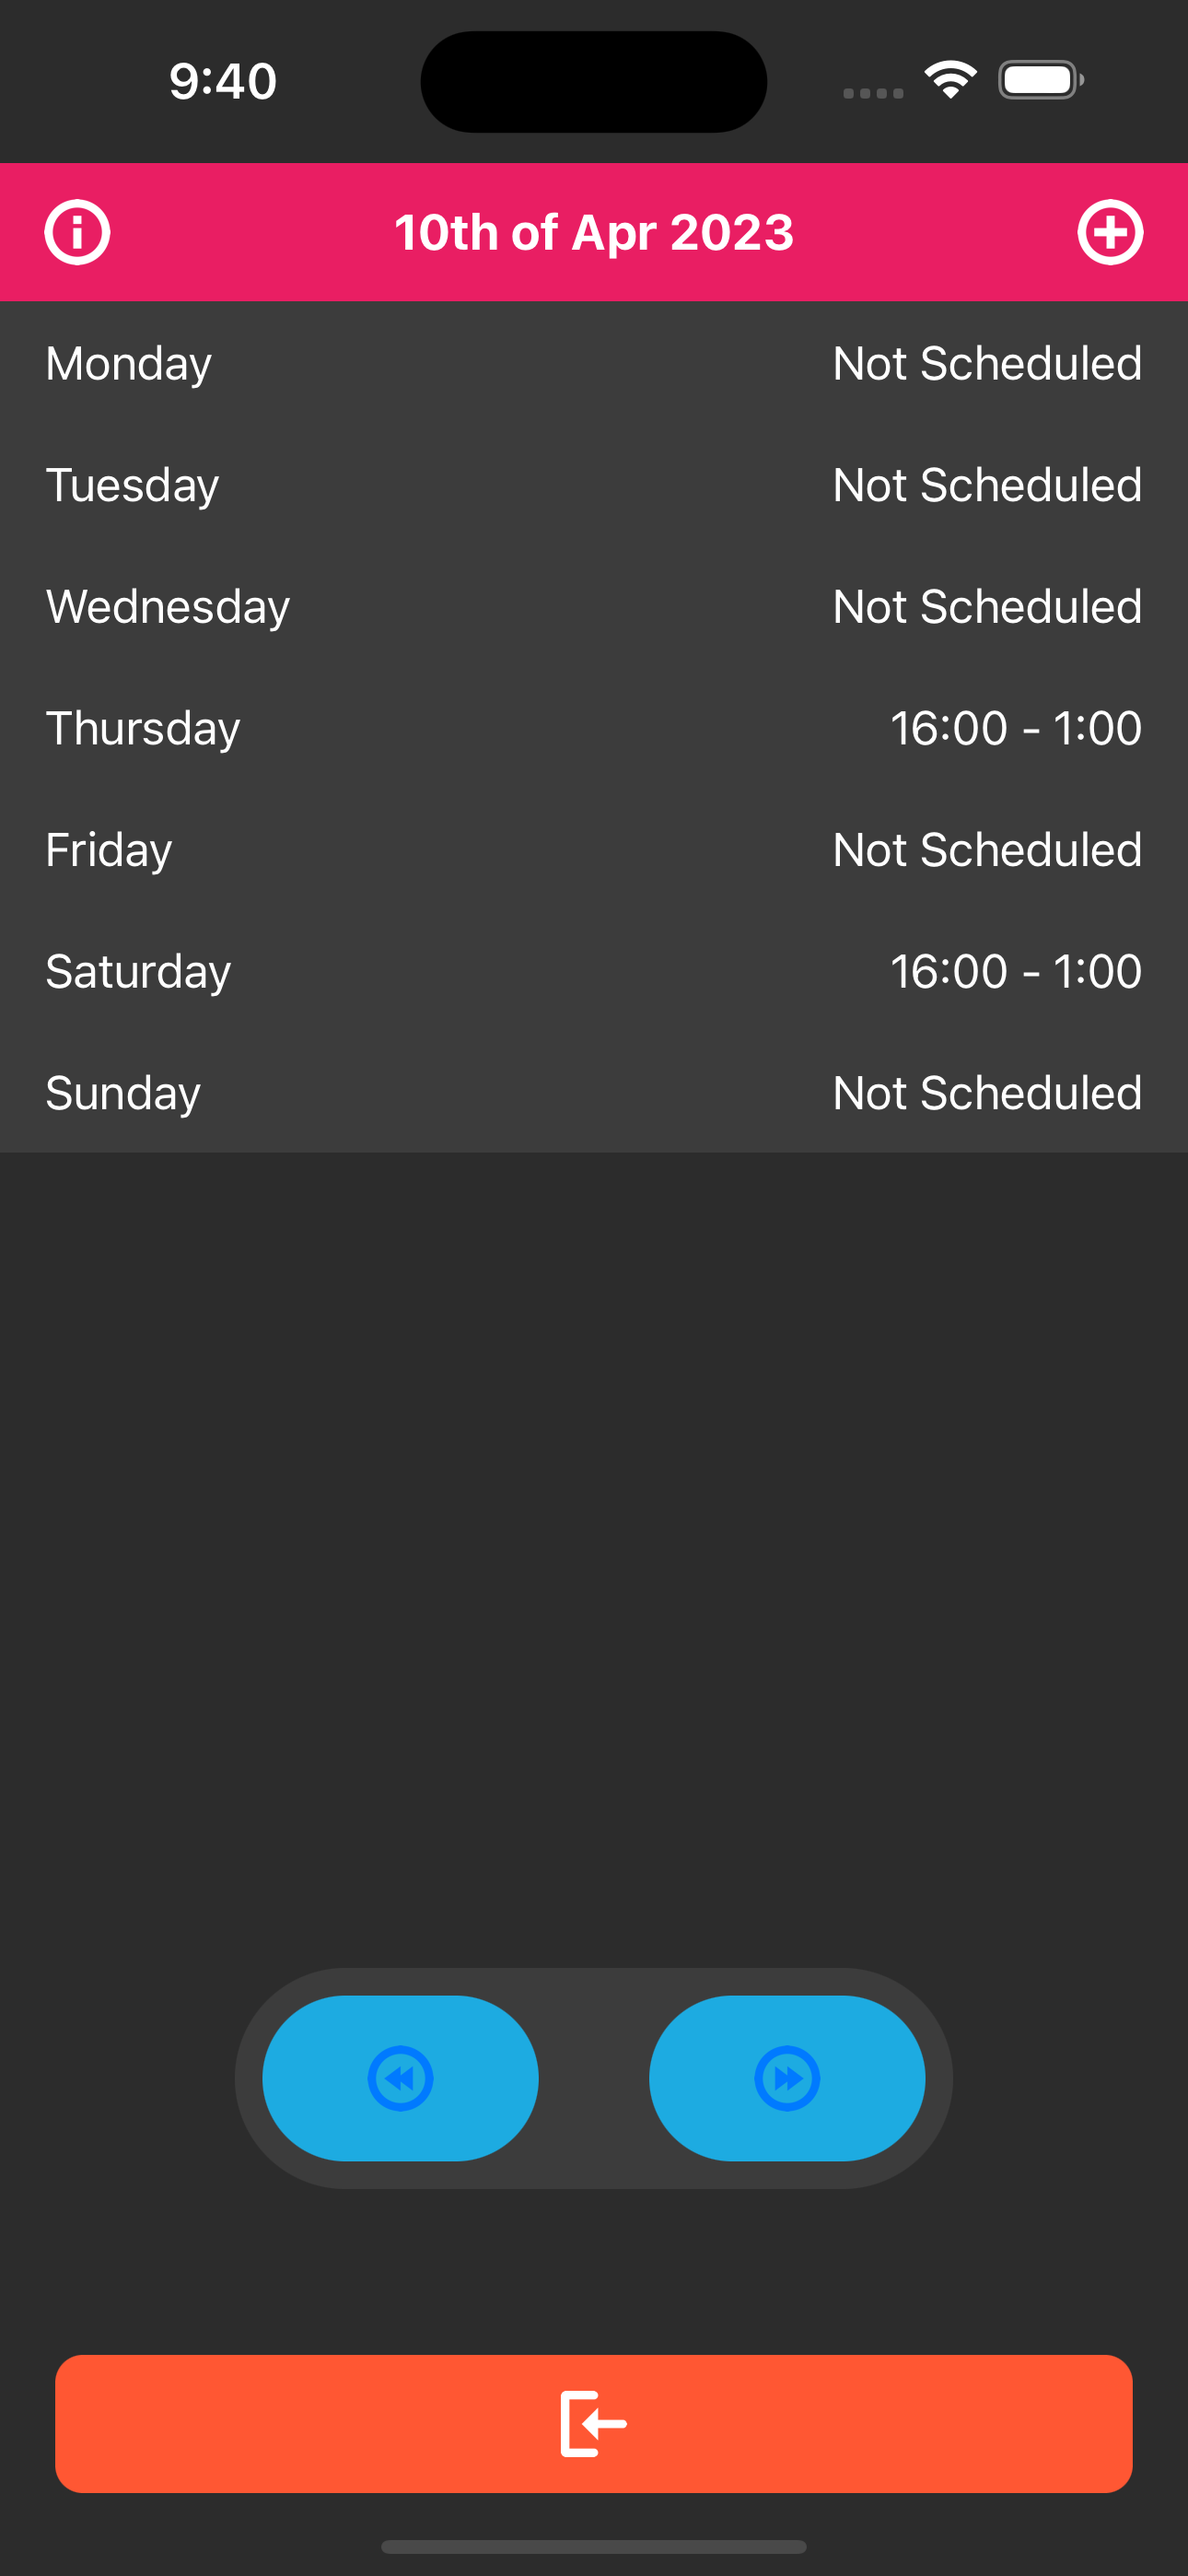 9:40
10th of Apr 2023
Monday Not Scheduled
Tuesday Not Scheduled
Wednesday Not Scheduled
Thursday 16:00 - 1:00
Friday Not Scheduled
Saturday 16:00 - 1:00
Sunday Not Scheduled